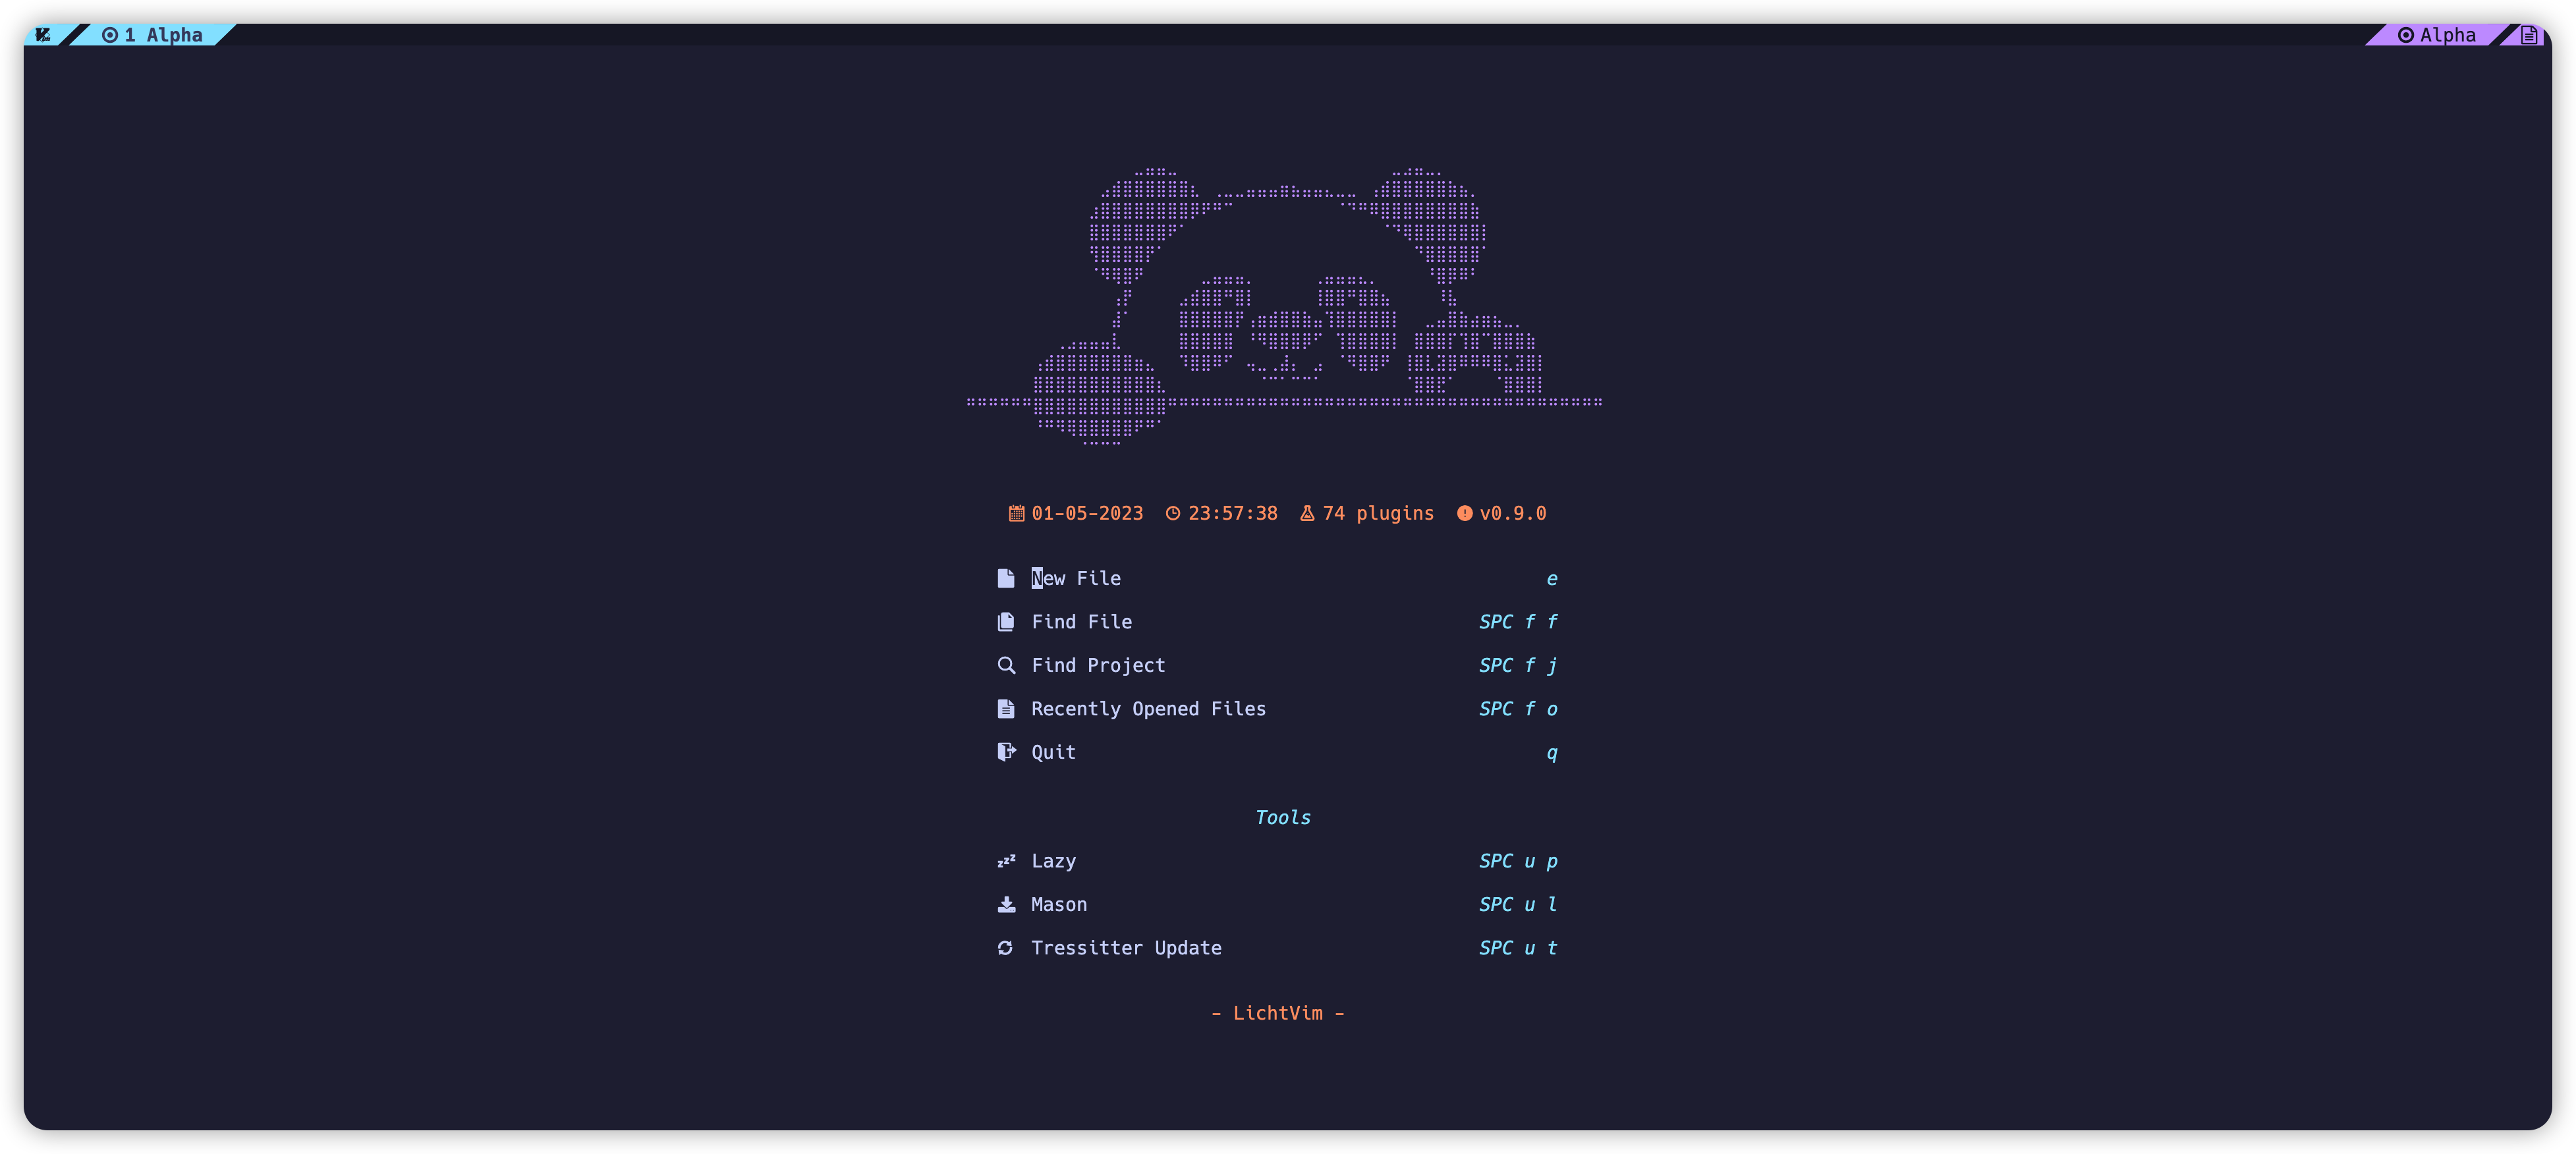 1 Alpha Alpha
01-05-2023 23:57:38 74 plugins v0.9.0
New File e
Find File SPC f f
Find Project SPC f j
Recently Opened Files SPC f o
Quit q
Tools
Lazy SPC u p
Mason SPC u l
Tressitter Update SPC u t
- LichtVim -